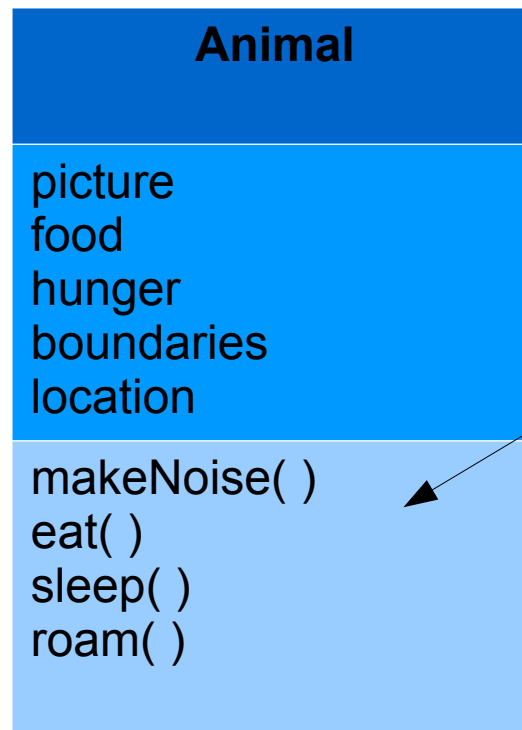 Animal
picture
food
hunger
boundaries
location
makeNoise( )
eat( )
sleep( )
roam( )